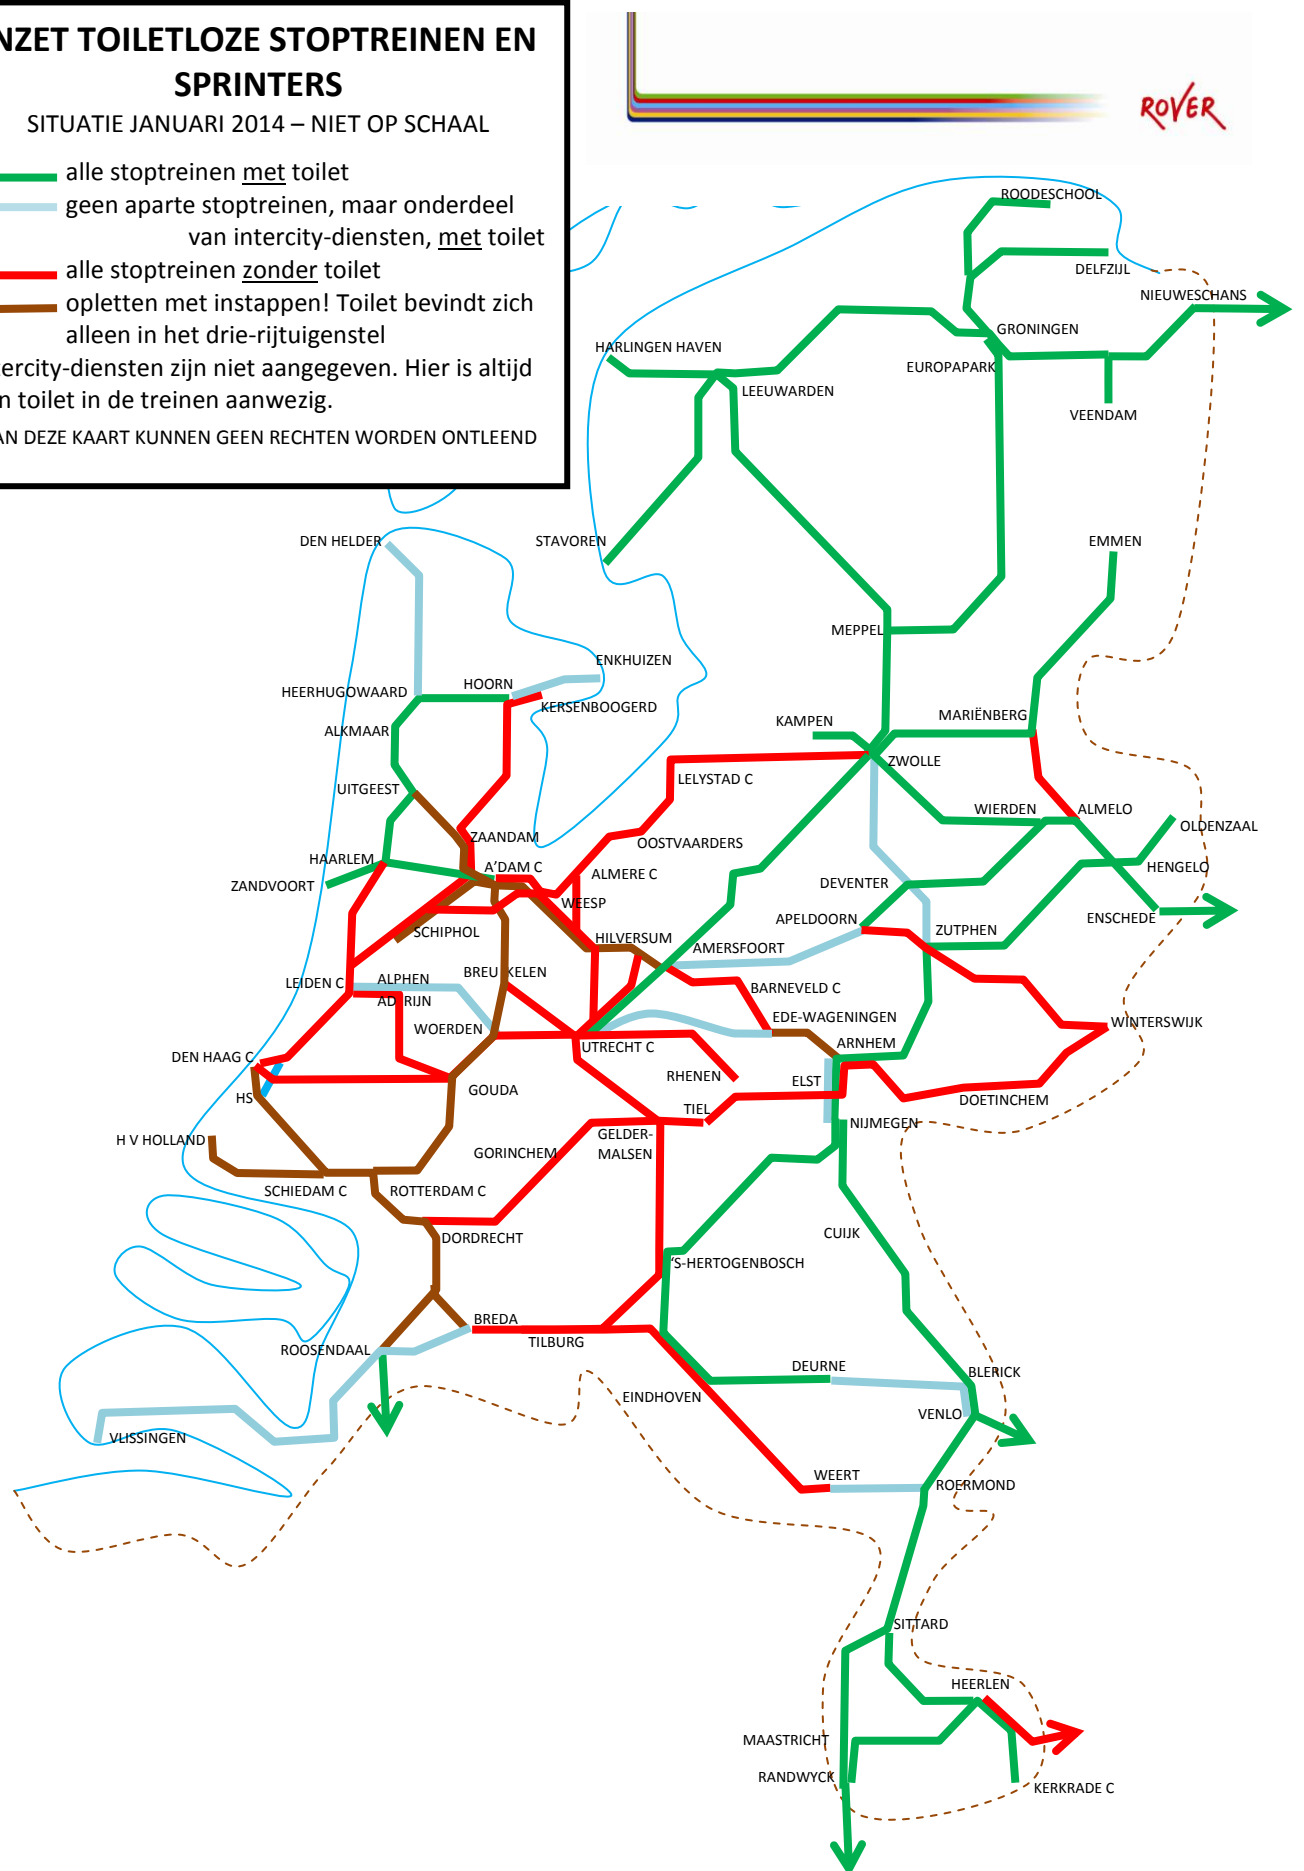 NZET TOILETLOZE STOPTREINEN EN
SPRINTERS
SITUATIE JANUARI 2014 – NIET OP SCHAAL
alle stoptreinen met toilet
geen aparte stoptreinen, maar onderdeel
van intercity-diensten, met toilet
alle stoptreinen zonder toilet
opletten met instappen! Toilet bevindt zich
alleen in het drie-rijtuigenstel
tercity-diensten zijn niet aangegeven. Hier is altijd
n toilet in de treinen aanwezig.
AN DEZE KAART KUNNEN GEEN RECHTEN WORDEN ONTLEEND
ROVER
ROODESCHOOL
DELFZIJL
NIEUWESCHANS
GRONINGEN
HARLINGEN HAVEN
EUROPAPARK
LEEUWARDEN
VEENDAM
DEN HELDER
STAVOREN
EMMEN
MEPPEL
ENKHUIZEN
HOORN
HEERHUGOWAARD
KERSENBOOGERD
KAMPEN
MARIËNBERG
ALKMAAR
ZWOLLE
LELYSTAD C
UITGEEST
WIERDEN
ALMELO
OLDENZAAL
ZAANDAM
OOSTVAARDERS
HAARLEM
A'DAM C
ALMERE C
HENGELO
ZANDVOORT
DEVENTER
WEESP
APELDOORN
ENSCHEDE
SCHIPHOL
HILVERSUM
ZUTPHEN
AMERSFOORT
LEIDEN C
ALPHEN
AD RIJN
BREUKELEN
BARNEVELD C
EDE-WAGENINGEN
WINTERSWIJK
WOERDEN
UTRECHT C
ARNHEM
DEN HAAG C
RHENEN
ELST
HS
GOUDA
DOETINCHEM
TIEL
NIJMEGEN
H V HOLLAND
GELDER-
MALSEN
GORINCHEM
SCHIEDAM C
ROTTERDAM C
CUIJK
DORDRECHT
'S-HERTOGENBOSCH
BREDA
TILBURG
ROOSENDAAL
DEURNE
BLERICK
EINDHOVEN
VENLO
VLISSINGEN
WEERT
ROERMOND
SITTARD
HEERLEN
MAASTRICHT
RANDWYCK
KERKRADE C